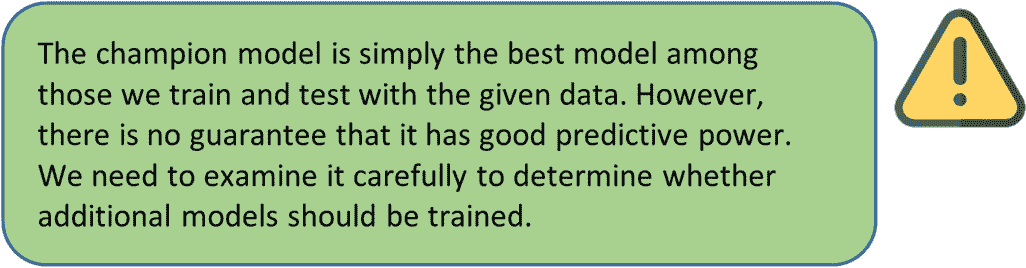 The champion model is simply the best model among
those we train and test with the given data. However,
there is no guarantee that it has good predictive power.
We need to examine it carefully to determine whether
additional models should be trained.